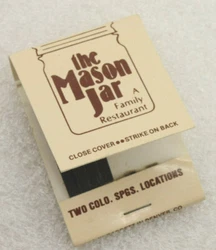 the
Mason
Jar
A
Family
Restaurant
CLOSE COVER ●● STRIKE ON BACK
TWO COLO. SPGS. LOCATIONS